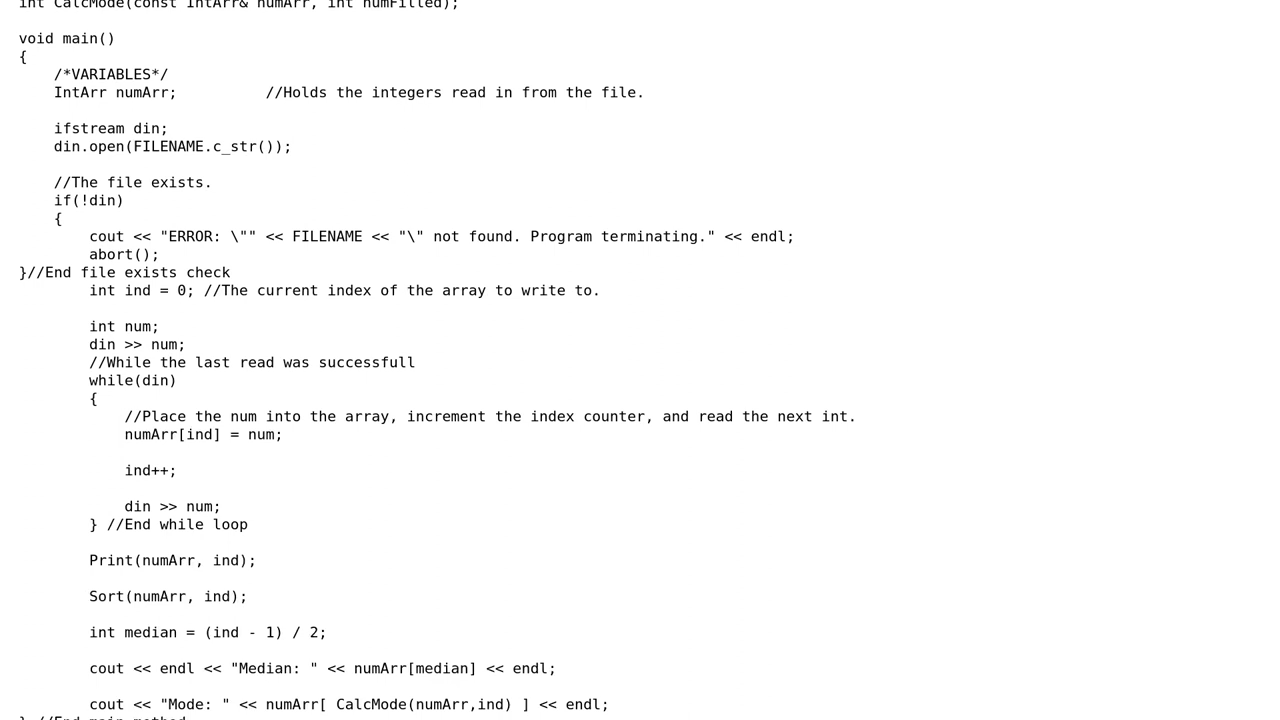 int CalcMode(const IntArr& numArr, int numFilled);
void main()
{
/*VARIABLES*/
IntArr numArr;          //Holds the integers read in from the file.
ifstream din;
din.open(FILENAME.c_str());
//The file exists.
if(!din)
{
cout << "ERROR: \"" << FILENAME << "\" not found. Program terminating." << endl;
abort();
}//End file exists check
int ind = 0; //The current index of the array to write to.
int num;
din >> num;
//While the last read was successfull
while(din)
{
//Place the num into the array, increment the index counter, and read the next int.
numArr[ind] = num;
ind++;
din >> num;
} //End while loop
Print(numArr, ind);
Sort(numArr, ind);
int median = (ind - 1) / 2;
cout << endl << "Median: " << numArr[median] << endl;
cout << "Mode: " << numArr[ CalcMode(numArr,ind) ] << endl;
} //End main method